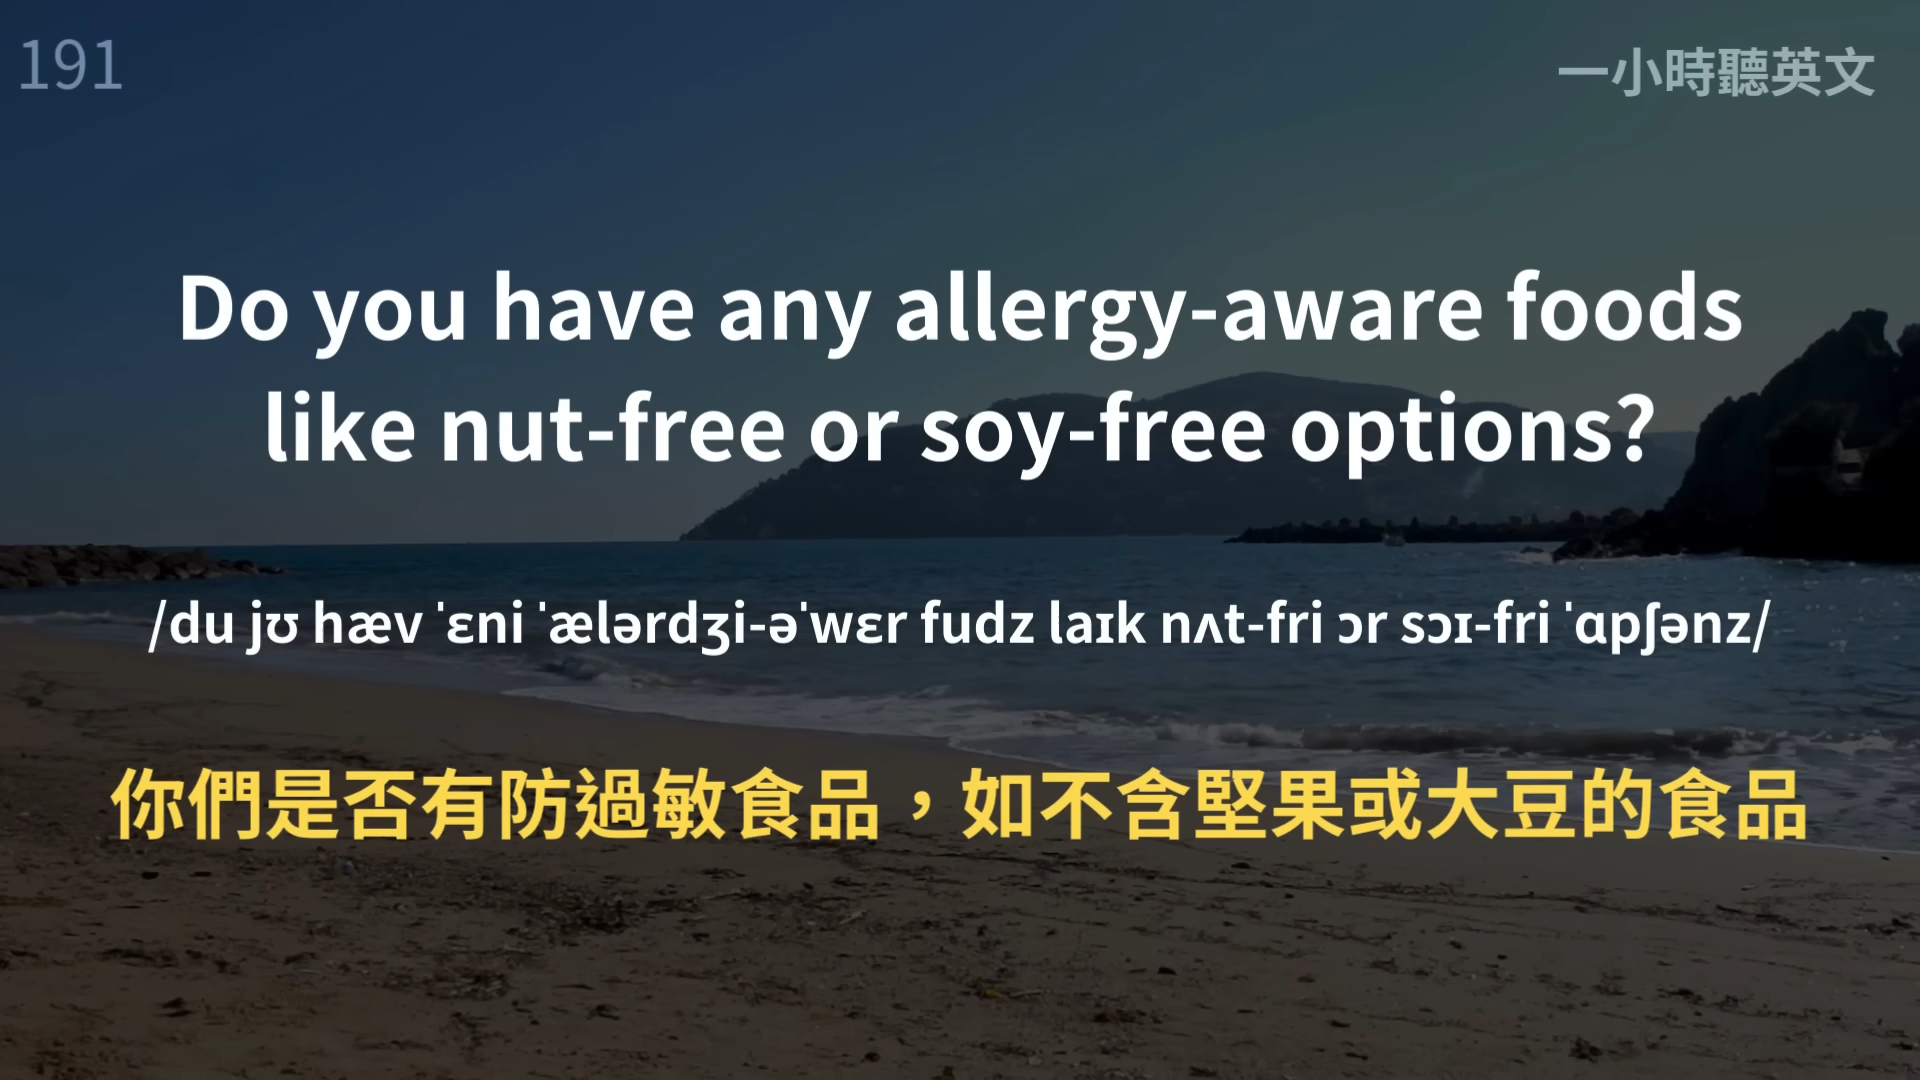 191
一小時聽英文
Do you have any allergy-aware foods
like nut-free or soy-free options?
/du jʊ hæv ˈɛni ˈælərdʒi-əˈwɛr fudz laɪk nʌt-fri ɔr sɔɪ-fri ˈɑpʃənz/
你們是否有防過敏食品，如不含堅果或大豆的食品